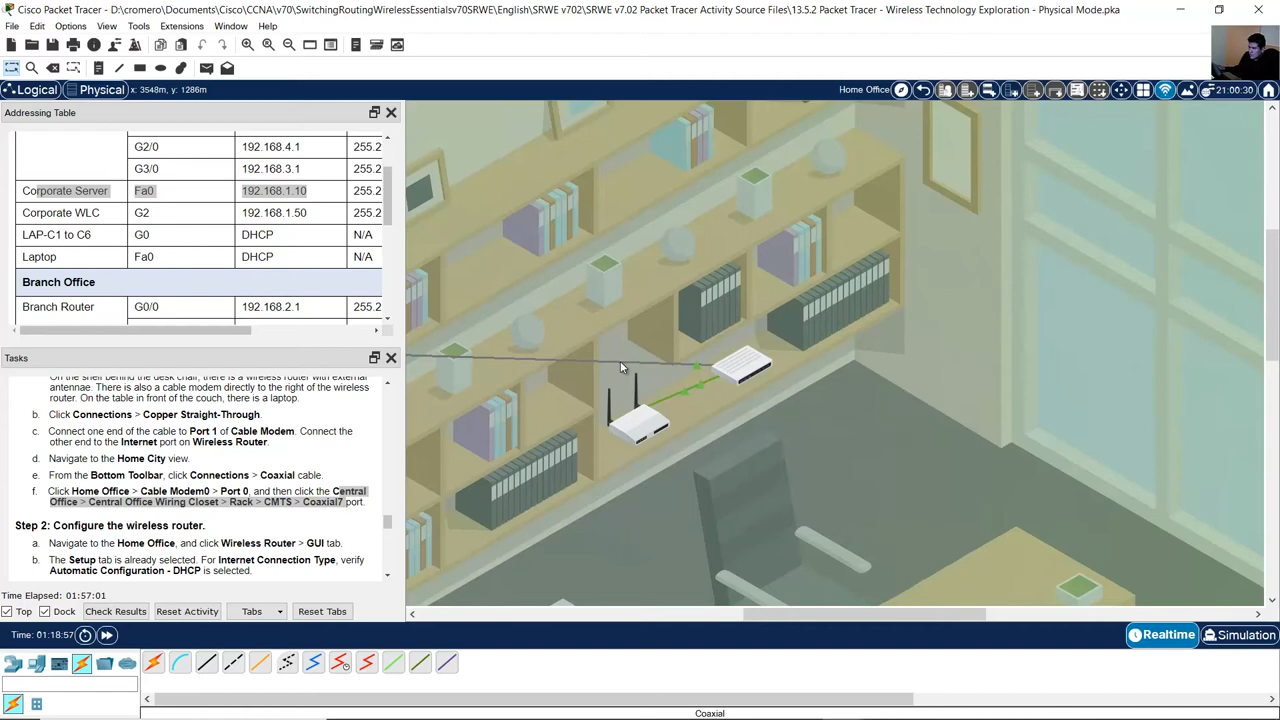 Cisco Packet Tracer - D:\cromero\Documents\Cisco\CCNA\v70\SwitchingRoutingWirelessEssentialsv70SRWE\English\SRWE v702\SRWE v7.02 Packet Tracer Activity Source Files\13.5.2 Packet Tracer - Wireless Technology Exploration - Physical Mode.pka
File Edit Options View Tools Extensions Window Help
Logical Physical x: 3548m, y: 1286m Home Office 21:00:30
Addressing Table
G2/0 192.168.4.1 255.2
G3/0 192.168.3.1 255.2
Corporate Server Fa0 192.168.1.10 255.2
Corporate WLC G2 192.168.1.50 255.2
LAP-C1 to C6 G0 DHCP N/A
Laptop Fa0 DHCP N/A
Branch Office
Branch Router G0/0 192.168.2.1 255.2
Tasks
On the shelf behind the desk chair, there is a wireless router with external
antennae. There is also a cable modem directly to the right of the wireless
router. On the table in front of the couch, there is a laptop.
b. Click Connections > Copper Straight-Through.
c. Connect one end of the cable to Port 1 of Cable Modem. Connect the
other end to the Internet port on Wireless Router.
d. Navigate to the Home City view.
e. From the Bottom Toolbar, click Connections > Coaxial cable.
f. Click Home Office > Cable Modem0 > Port 0, and then click the Central
Office > Central Office Wiring Closet > Rack > CMTS > Coaxial7 port.
Step 2: Configure the wireless router.
a. Navigate to the Home Office, and click Wireless Router > GUI tab.
b. The Setup tab is already selected. For Internet Connection Type, verify
Automatic Configuration - DHCP is selected.
Time Elapsed: 01:57:01
Top Dock Check Results Reset Activity Tabs Reset Tabs
Time: 01:18:57 Realtime Simulation
Coaxial